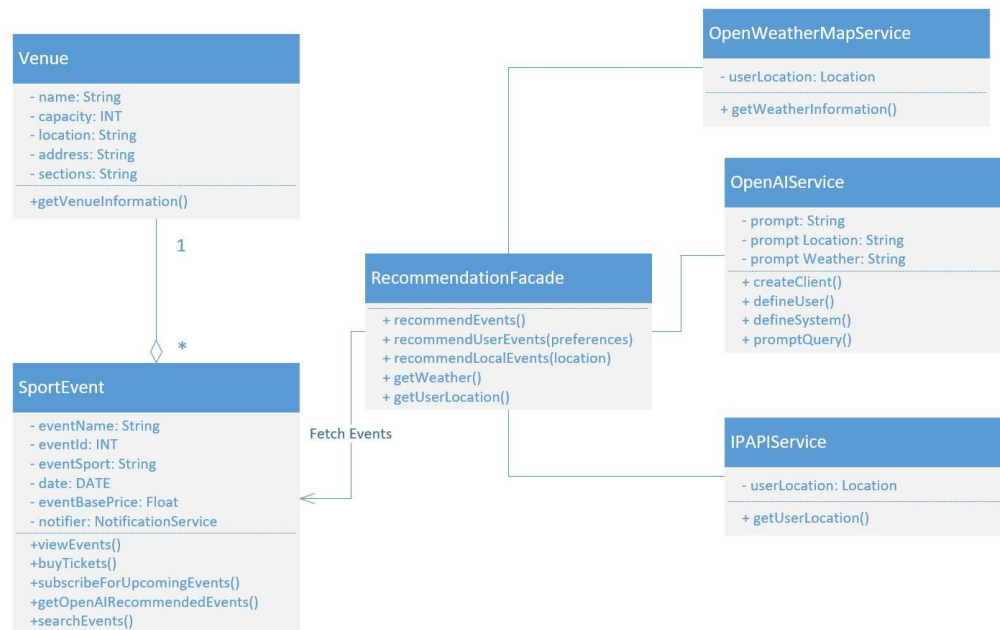 Venue
- name: String
- capacity: INT
- location: String
- address: String
- sections: String
+getVenueInformation()
1
*
SportEvent
- eventName: String
- eventId: INT
- eventSport: String
- date: DATE
- eventBasePrice: Float
- notifier: NotificationService
+viewEvents()
+buyTickets()
+subscribeForUpcomingEvents()
+getOpenAIRecommendedEvents()
+searchEvents()
Fetch Events
RecommendationFacade
+ recommendEvents()
+ recommendUserEvents(preferences)
+ recommendLocalEvents(location)
+ getWeather()
+ getUserLocation()
OpenWeatherMapService
- userLocation: Location
+ getWeatherInformation()
OpenAIService
- prompt: String
- prompt Location: String
- prompt Weather: String
+ createClient()
+ defineUser()
+ defineSystem()
+ promptQuery()
IPAPIService
- userLocation: Location
+ getUserLocation()